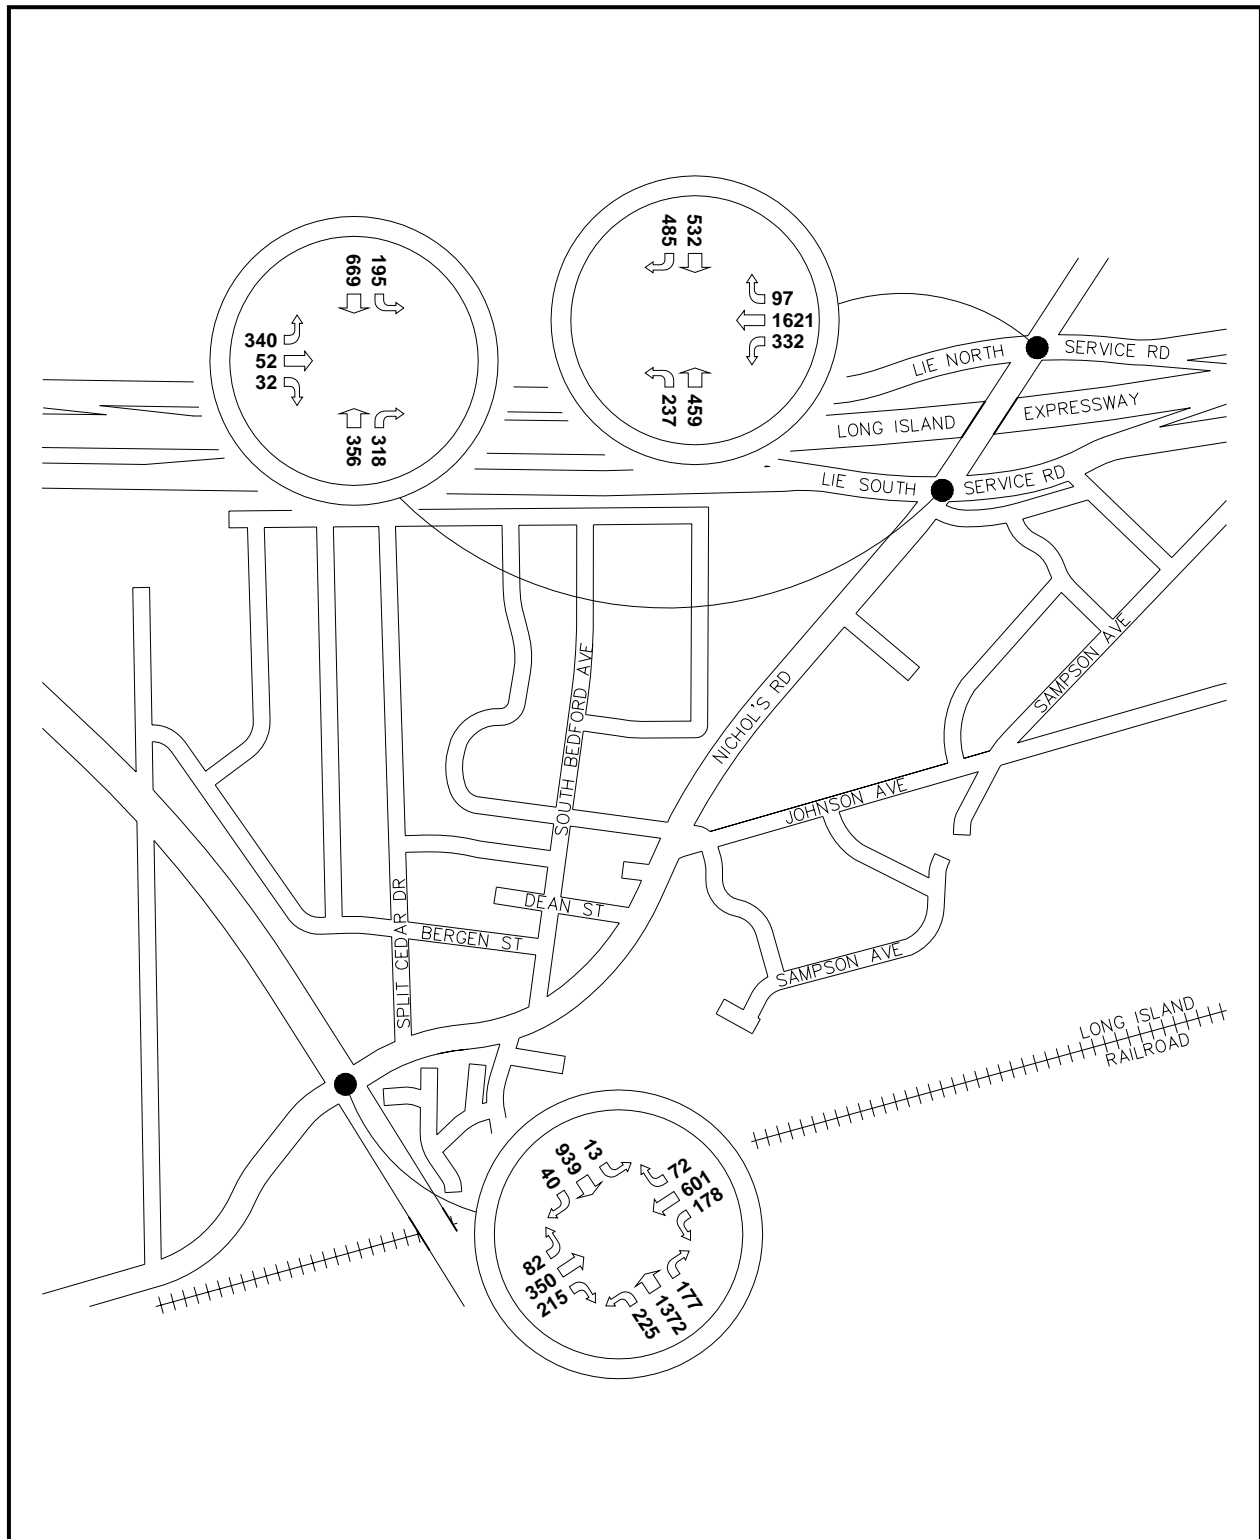 485
532
97
1621
332
237
459
669
195
340
52
32
356
318
LIE NORTH
SERVICE RD
LONG ISLAND
EXPRESSWAY
LIE SOUTH
SERVICE RD
SAMPSON AVE
SOUTH BEDFORD AVE
NICHOL'S RD
JOHNSON AVE
SPLIT CEDAR DR
DEAN ST
BERGEN ST
SAMPSON AVE
LONG ISLAND
RAILROAD
13
939
40
72
601
178
82
350
215
177
1372
225